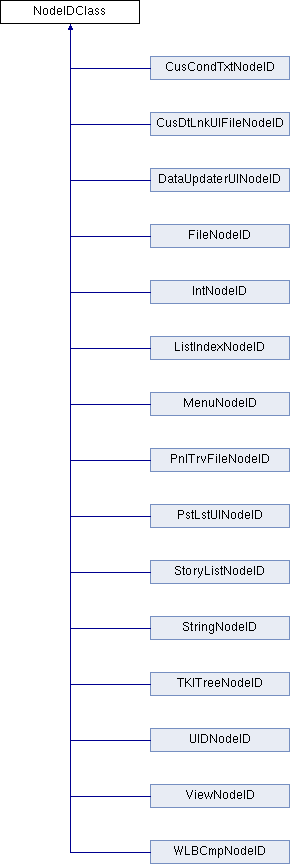 NodeIDClass
CusCondTxtNodeID
CusDtLnkUIFileNodeID
DataUpdaterUINodeID
FileNodeID
IntNodeID
ListIndexNodeID
MenuNodeID
PnlTrvFileNodeID
PstLstUINodeID
StoryListNodeID
StringNodeID
TKITreeNodeID
UIDNodeID
ViewNodeID
WLBCmpNodeID